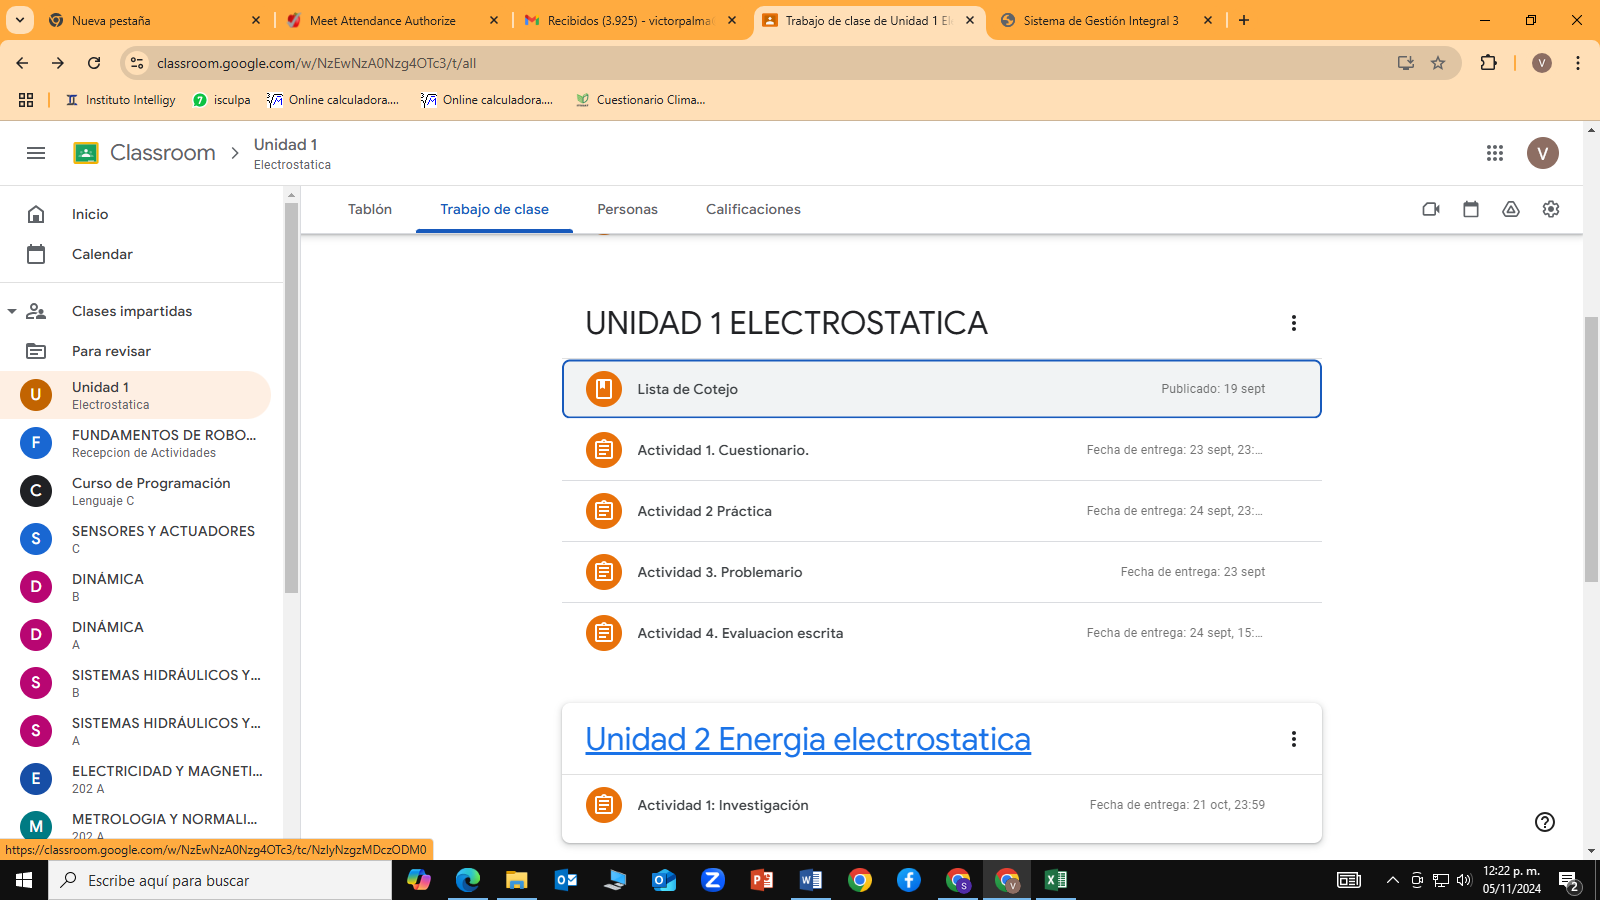 Nueva pestaña
Meet Attendance Authorize
Recibidos (3.925) - victorpalma
Trabajo de clase de Unidad 1 El
Sistema de Gestión Integral 3
classroom.google.com/w/NzEwNzA0Nzg4OTc3/t/all
V
Instituto Intelligy
isculpa
Online calculadora....
Online calculadora....
Cuestionario Clima...
Classroom
Unidad 1
Electrostatica
V
Inicio
Calendar
Clases impartidas
Para revisar
U
Unidad 1
Electrostatica
F
FUNDAMENTOS DE ROBO...
Recepcion de Actividades
C
Curso de Programación
Lenguaje C
S
SENSORES Y ACTUADORES
C
D
DINÁMICA
B
D
DINÁMICA
A
S
SISTEMAS HIDRÁULICOS Y...
B
S
SISTEMAS HIDRÁULICOS Y...
A
E
ELECTRICIDAD Y MAGNETI...
202 A
M
METROLOGIA Y NORMALI...
202 A
Tablón
Trabajo de clase
Personas
Calificaciones
UNIDAD 1 ELECTROSTATICA
Lista de Cotejo
Publicado: 19 sept
Actividad 1. Cuestionario.
Fecha de entrega: 23 sept, 23:...
Actividad 2 Práctica
Fecha de entrega: 24 sept, 23:...
Actividad 3. Problemario
Fecha de entrega: 23 sept
Actividad 4. Evaluacion escrita
Fecha de entrega: 24 sept, 15:...
Unidad 2 Energia electrostatica
Actividad 1: Investigación
Fecha de entrega: 21 oct, 23:59
https://classroom.google.com/w/NzEwNzA0Nzg4OTc3/tc/NzIyNzgzMDczODM0
Escribe aquí para buscar
12:22 p. m.
05/11/2024
2